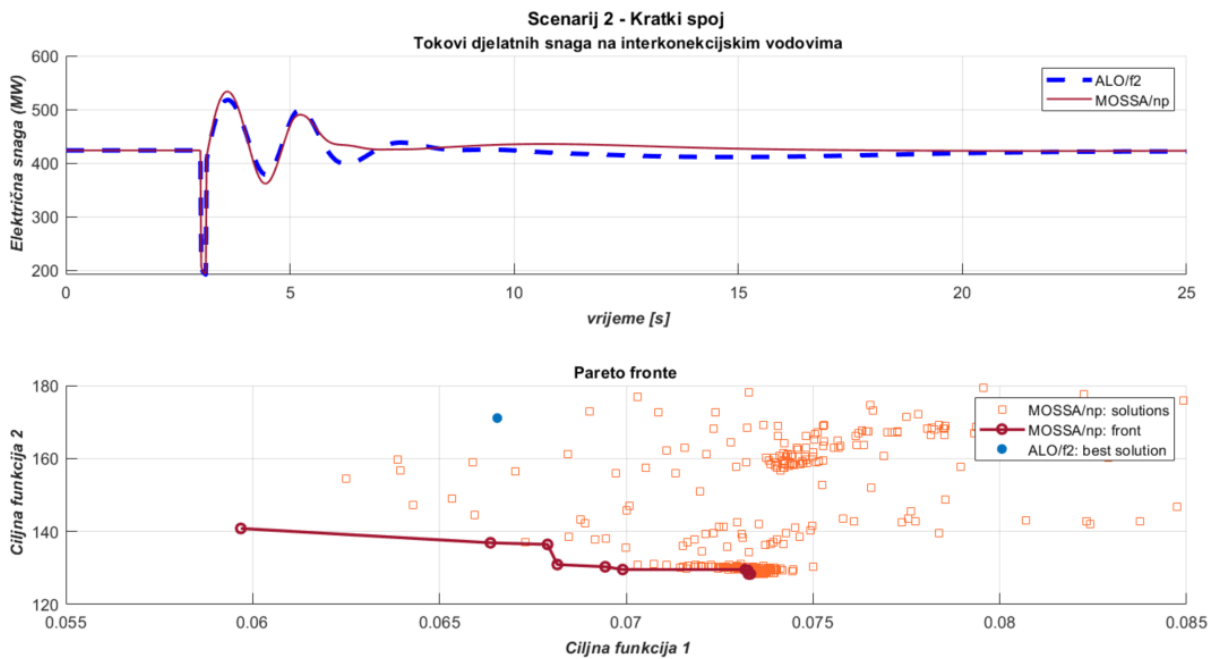 Scenarij 2 - Kratki spoj
Tokovi djelatnih snaga na interkonekcijskim vodovima
600
500
400
300
200
Električna snaga (MW)
ALO/f2
MOSSA/np
0
5
10
15
20
25
vrijeme [s]
Pareto fronte
180
160
140
120
Ciljna funkcija 2
MOSSA/np: solutions
MOSSA/np: front
ALO/f2: best solution
0.055
0.06
0.065
0.07
0.075
0.08
0.085
Ciljna funkcija 1